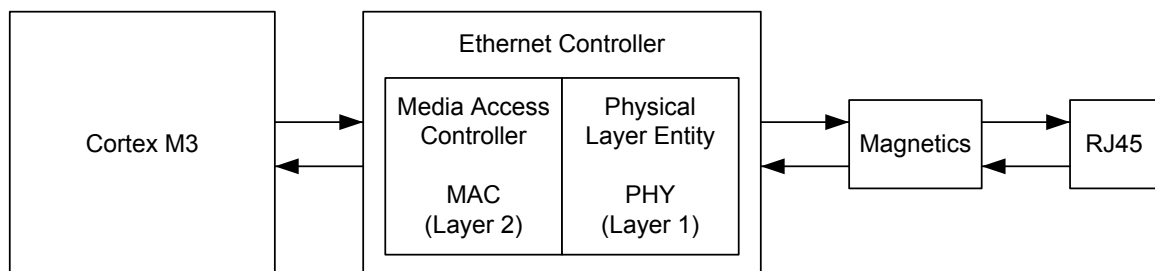 Ethernet Controller
Cortex M3
Media Access
Controller
MAC
(Layer 2)
Physical
Layer Entity
PHY
(Layer 1)
Magnetics
RJ45